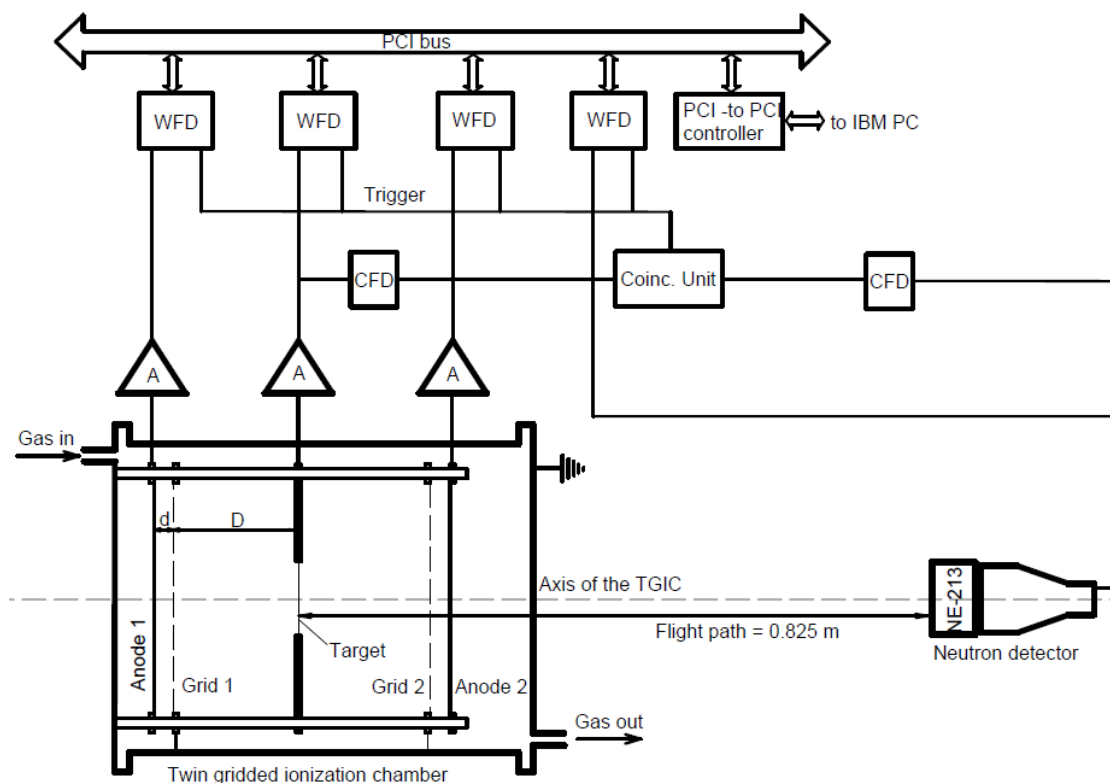 PCI bus
WFD
WFD
WFD
WFD
PCI -to PCI
controller
to IBM PC
Trigger
CFD
Coinc. Unit
CFD
A
A
A
Gas in
d
D
Axis of the TGIC
NE-213
Flight path = 0.825 m
Target
Neutron detector
Anode 1
Grid 1
Grid 2
Anode 2
Gas out
Twin gridded ionization chamber